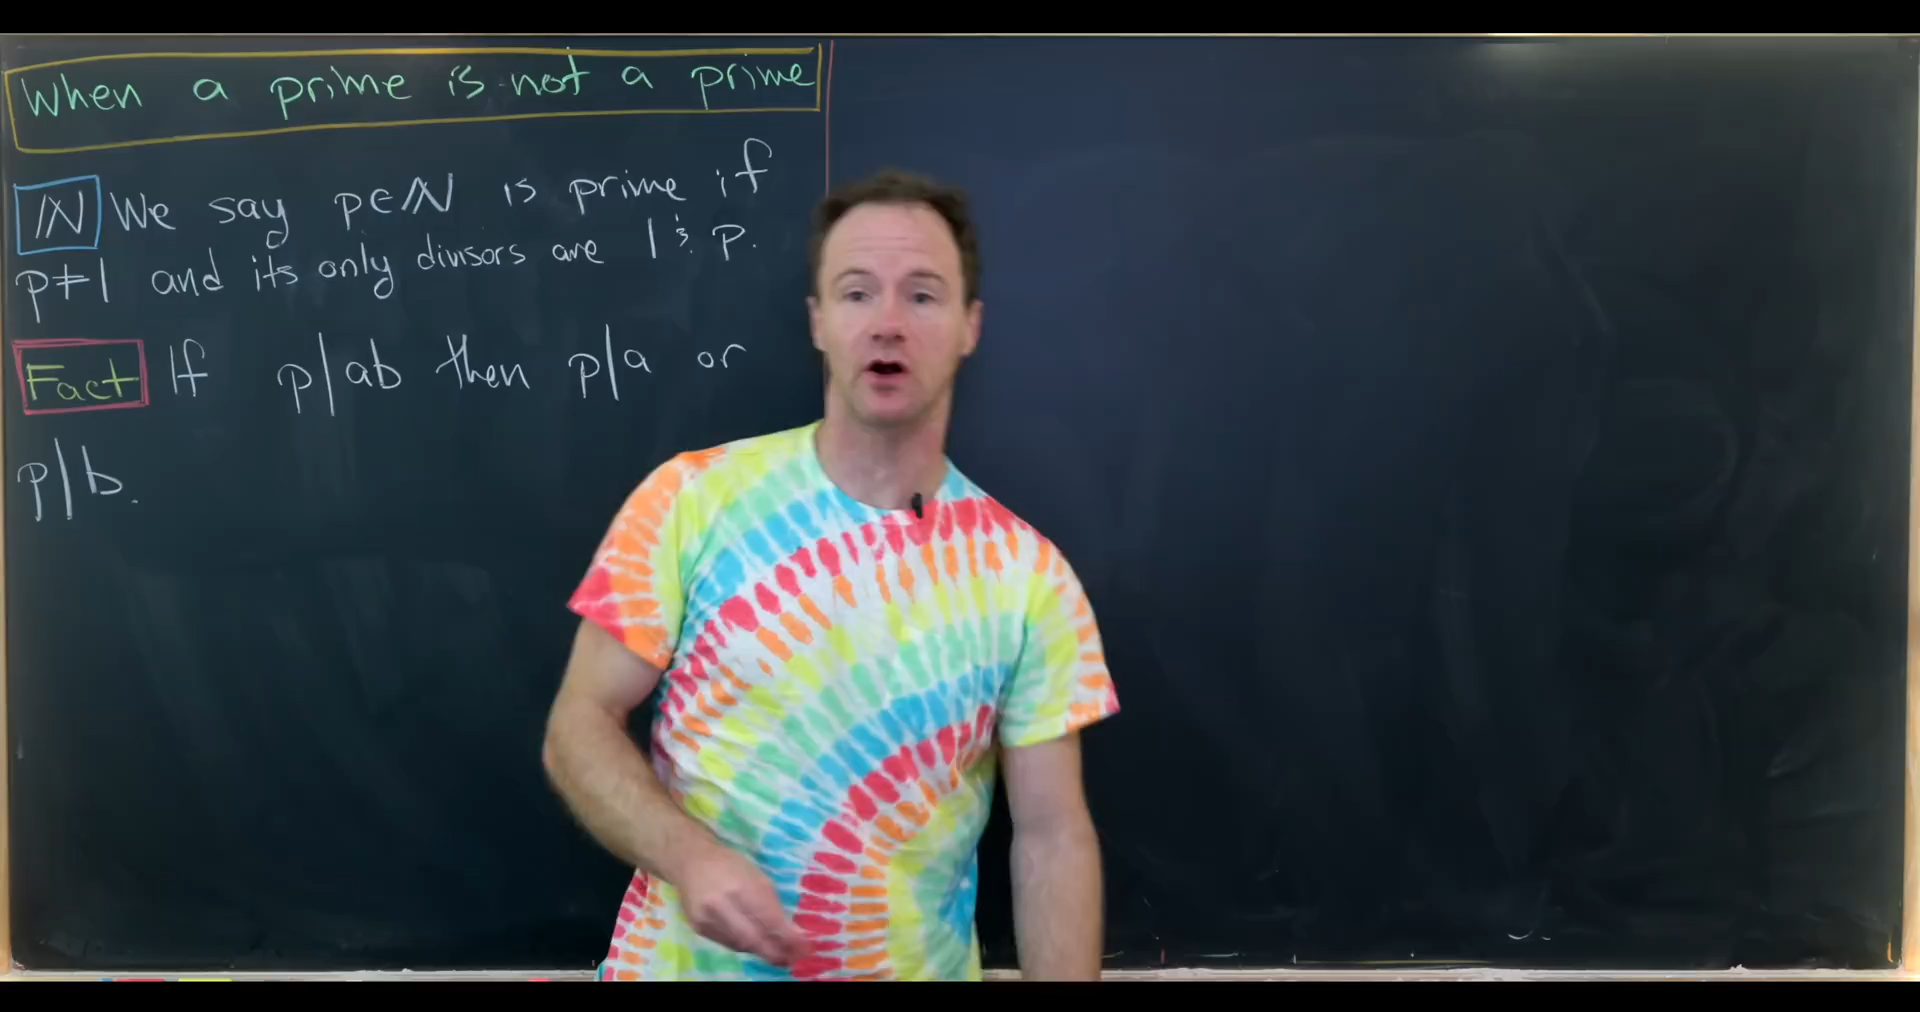 When a prime is not a prime
ℕ We say p∈ℕ is prime if
p≠1 and its only divisors are 1 & p.
Fact If p|ab then p|a or
p|b.